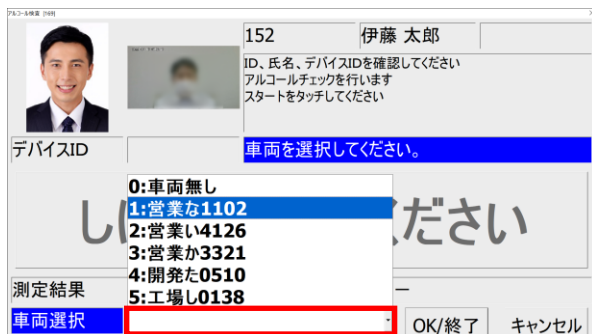 アルコール検査 [169]
152
伊藤 太郎
ID、氏名、デバイスIDを確認してください
アルコールチェックを行います
スタートをタッチしてください
デバイスID
車両を選択してください。
し
ださい
0:車両無し
1:営業な1102
2:営業い4126
3:営業か3321
4:開発た0510
5:工場し0138
測定結果
ー
車両選択
OK/終了
キャンセル